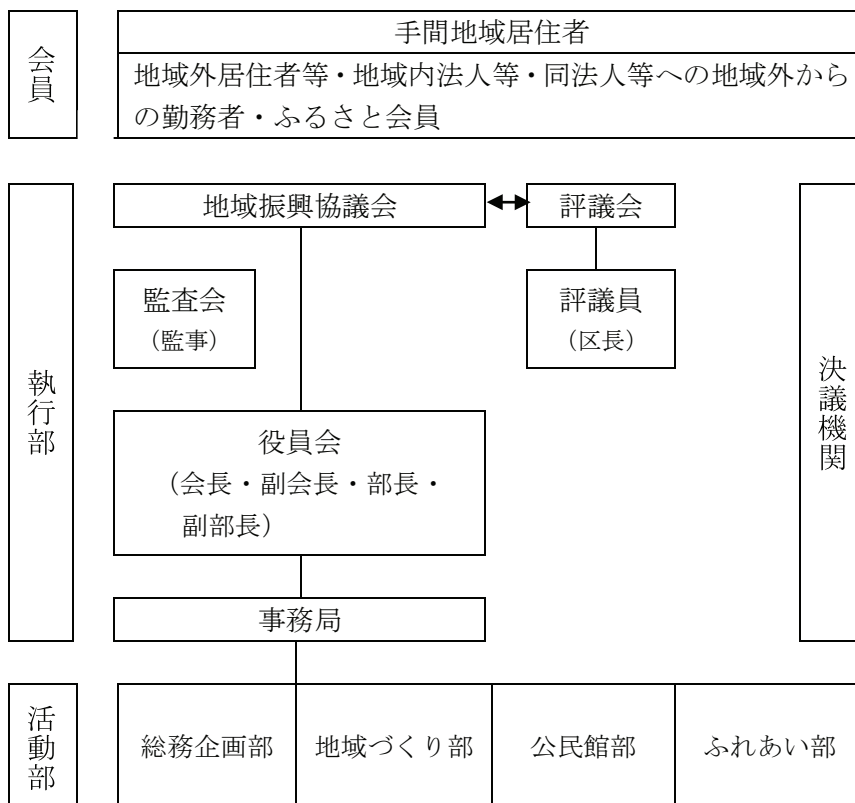 会員
手間地域居住者
地域外居住者等・地域内法人等・同法人等への地域外から
の勤務者・ふるさと会員
執行部
地域振興協議会
評議会
監査会
（監事）
評議員
（区長）
役員会
（会長・副会長・部長・
副部長）
事務局
決議機関
活動部
総務企画部
地域づくり部
公民館部
ふれあい部